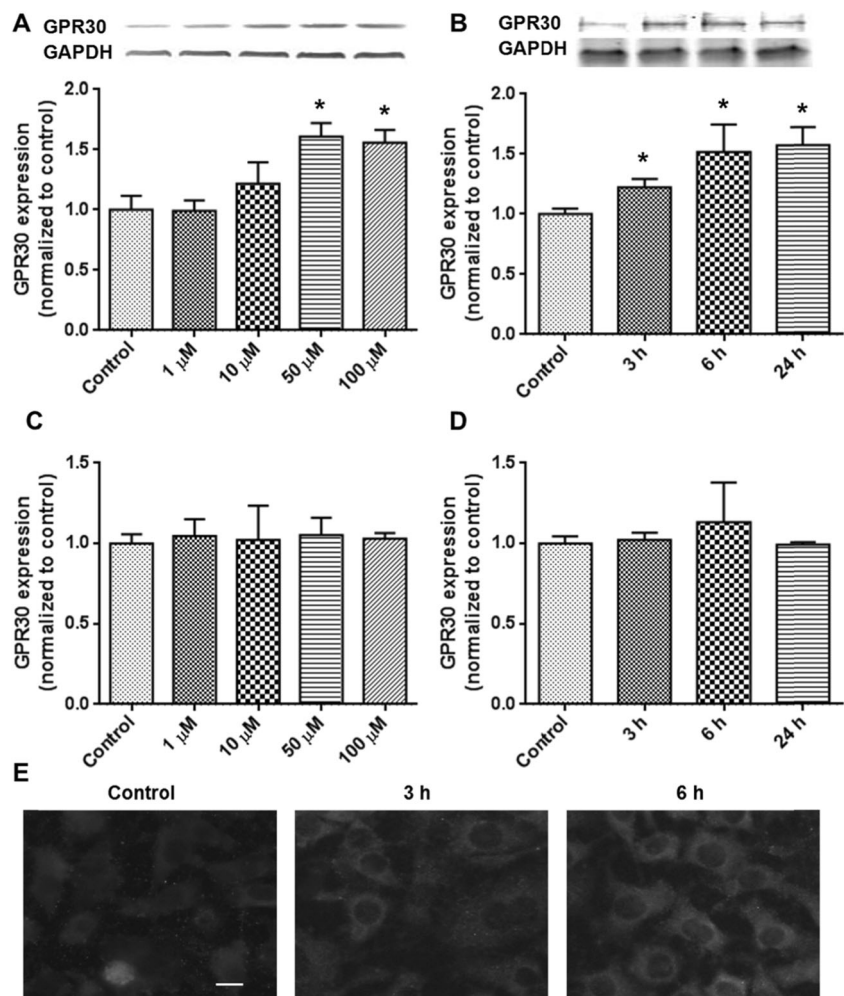 A
GPR30
GAPDH
GPR30 expression
(normalized to control)
2.0
1.5
1.0
0.5
0.0
*
*
Control
1 μM
10 μM
50 μM
100 μM
B
GPR30
GAPDH
GPR30 expression
(normalized to control)
2.0
1.5
1.0
0.5
0.0
*
*
*
Control
3 h
6 h
24 h
C
GPR30 expression
(normalized to control)
1.5
1.0
0.5
0.0
Control
1 μM
10 μM
50 μM
100 μM
D
GPR30 expression
(normalized to control)
1.5
1.0
0.5
0.0
Control
3 h
6 h
24 h
E
Control
3 h
6 h